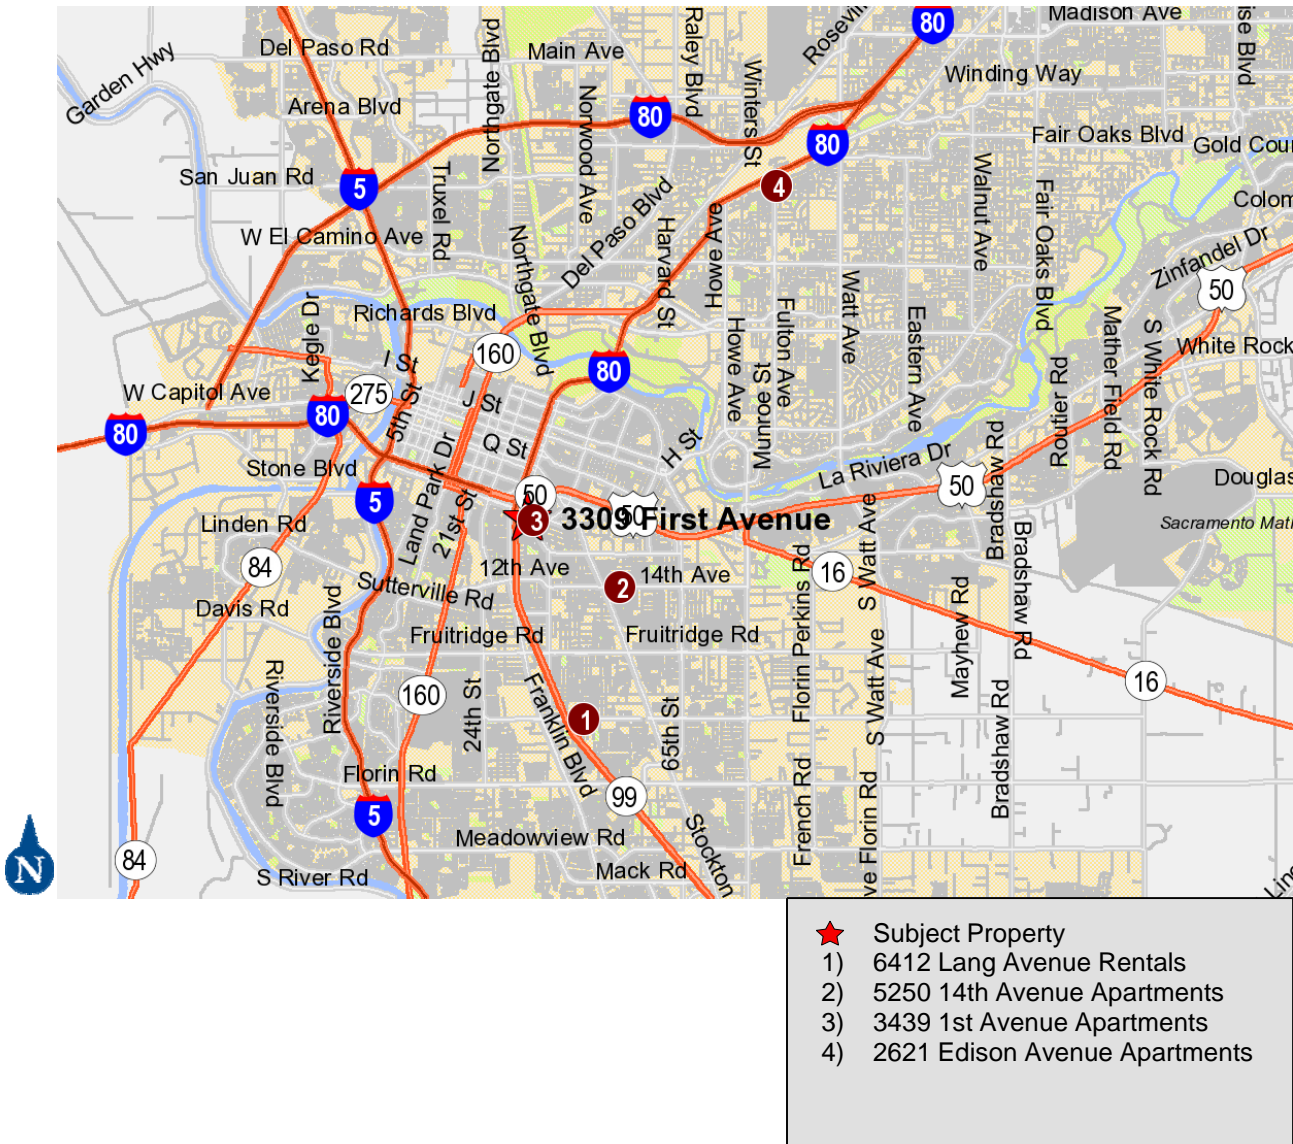 Madison Ave
80
Rosevil
ise Blvd
Raley Blvd
Northgate Blvd
Del Paso Rd
Main Ave
Garden Hwy
Winding Way
Winters St
Arena Blvd
Norwood Ave
80
80
Fair Oaks Blvd
Gold Cour
San Juan Rd
5
Truxel Rd
4
Walnut Ave
Fair Oaks Blvd
Colom
Del Paso Blvd
Harvard St
Howe Ave
W El Camino Ave
Northgate Blvd
Zinfandel Dr
50
Kegle Dr
Richards Blvd
Howe Ave
Fulton Ave
Watt Ave
Eastern Ave
Mather Field Rd
S White Rock Rd
White Rock
160
I St
80
Monroe St
Routier Rd
W Capitol Ave
275
5th St
J St
80
80
Q St
H St
Land Park Dr
La Riviera Dr
Bradshaw Rd
Stone Blvd
50
50
Douglas
5
21st St
50
3
3309 First Avenue
Linden Rd
S Watt Ave
Bradshaw Rd
Sacramento Math
84
12th Ave
2
14th Ave
16
Sutterville Rd
Florin Perkins Rd
Mayhew Rd
Davis Rd
Riverside Blvd
Fruitridge Rd
Fruitridge Rd
S Watt Ave
Riverside Blvd
160
24th St
Franklin Blvd
1
65th St
16
Bradshaw Rd
Florin Rd
99
French Rd
ve Florin Rd
5
Meadowview Rd
Stockton
N
84
S River Rd
Mack Rd
Subject Property
1) 6412 Lang Avenue Rentals
2) 5250 14th Avenue Apartments
3) 3439 1st Avenue Apartments
4) 2621 Edison Avenue Apartments